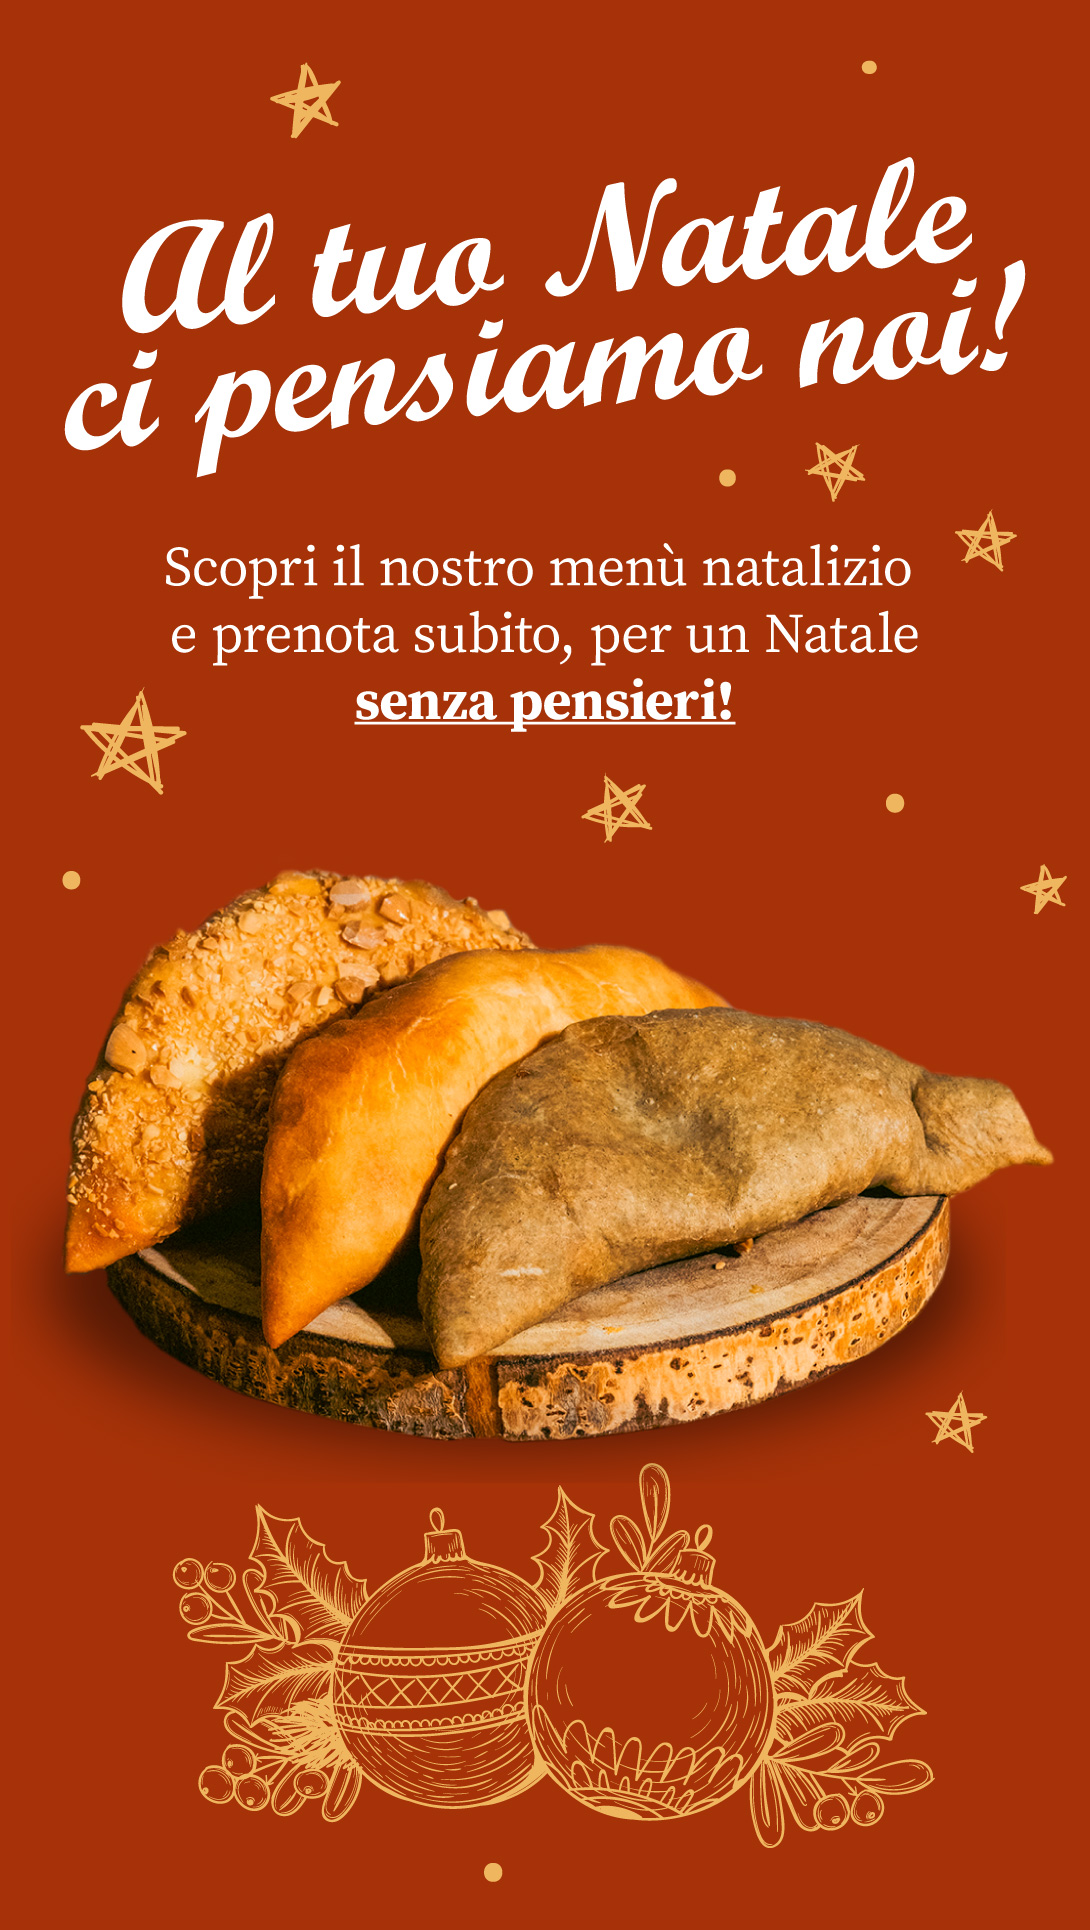 Al tuo Natale
ci pensiamo noi!
Scopri il nostro menù natalizio
e prenota subito, per un Natale
senza pensieri!